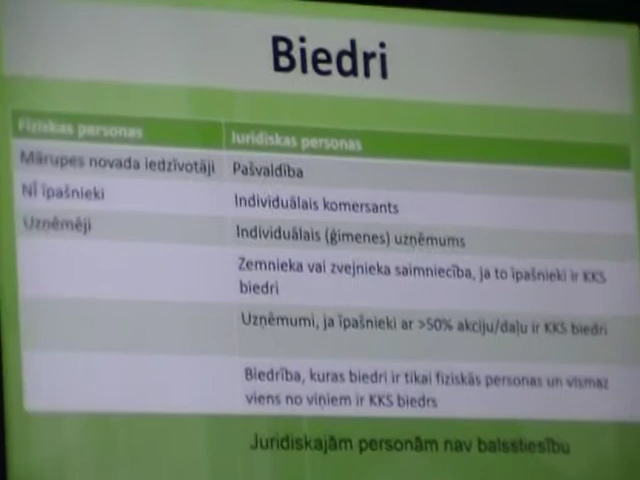 Biedri
Fiziskas personas
Juridiskas personas
Mārupes novada iedzīvotāji
Pašvaldība
NĪ īpašnieki
Individuālais komersants
Uzņēmēji
Individuālais (ģimenes) uzņēmums
Zemnieka vai zvejnieka saimniecība, ja to īpašnieki ir KKS
biedri
Uzņēmumi, ja īpašnieki ar >50% akciju/daļu ir KKS biedri
Biedrība, kuras biedri ir tikai fiziskās personas un vismaz
viens no viņiem ir KKS biedrs
Juridiskajām personām nav balsstiesību